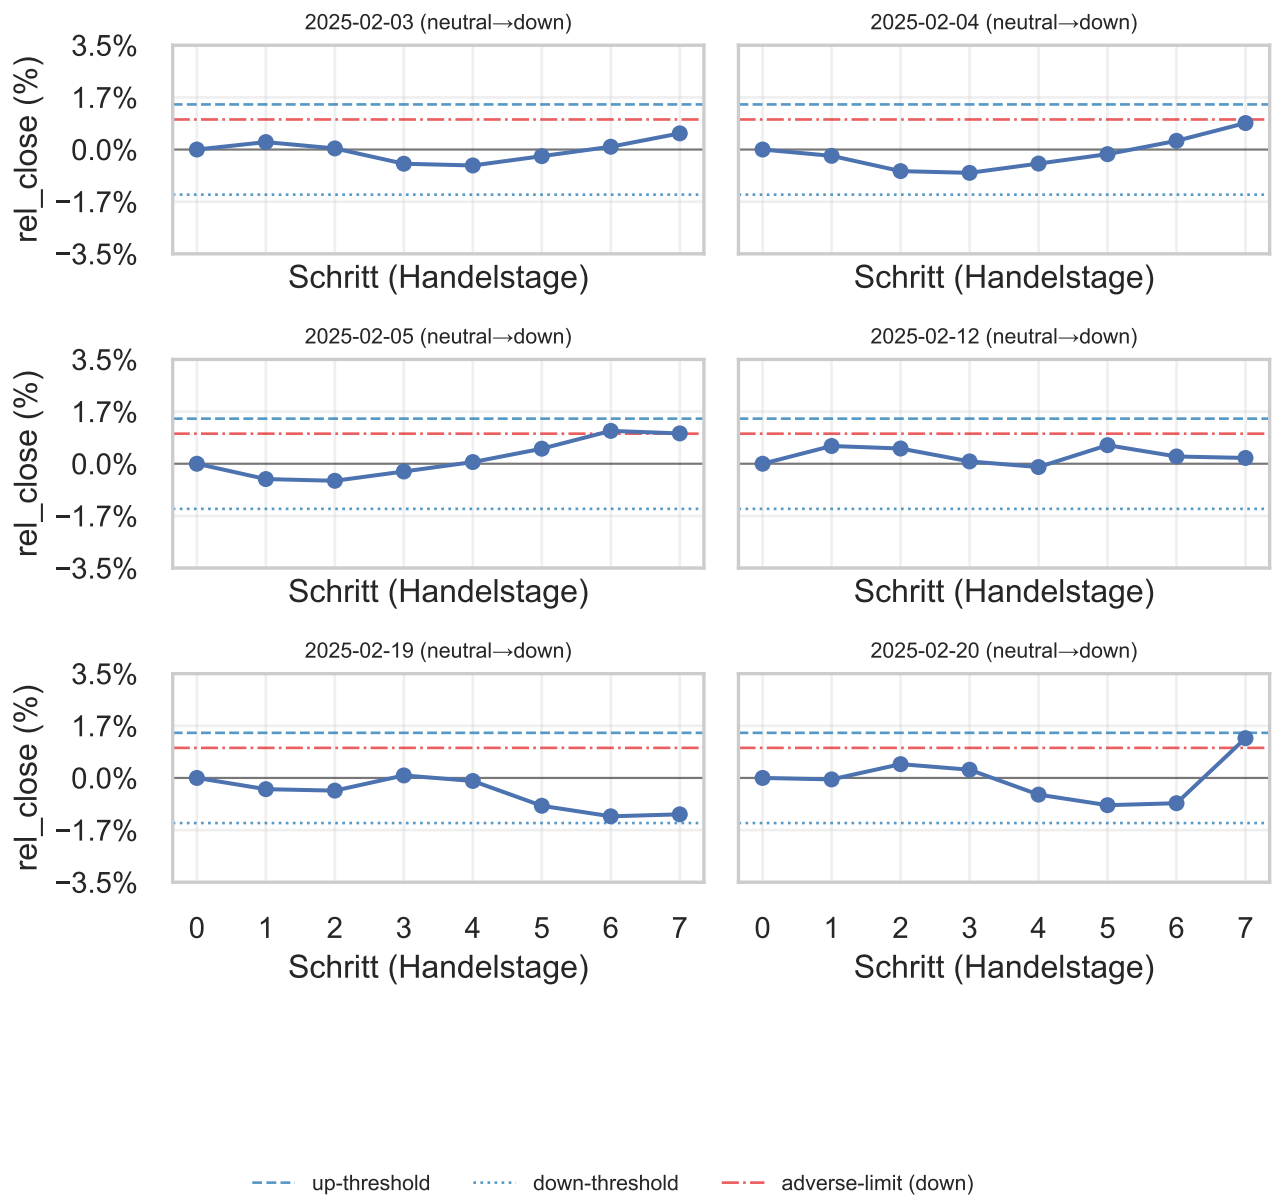 2025-02-03 (neutral→down)
2025-02-04 (neutral→down)
3.5%
1.7%
0.0%
−1.7%
−3.5%
rel_close (%)
Schritt (Handelstage)
Schritt (Handelstage)
2025-02-05 (neutral→down)
2025-02-12 (neutral→down)
3.5%
1.7%
0.0%
−1.7%
−3.5%
rel_close (%)
Schritt (Handelstage)
Schritt (Handelstage)
2025-02-19 (neutral→down)
2025-02-20 (neutral→down)
3.5%
1.7%
0.0%
−1.7%
−3.5%
rel_close (%)
0 1 2 3 4 5 6 7
0 1 2 3 4 5 6 7
Schritt (Handelstage)
Schritt (Handelstage)
up-threshold down-threshold adverse-limit (down)